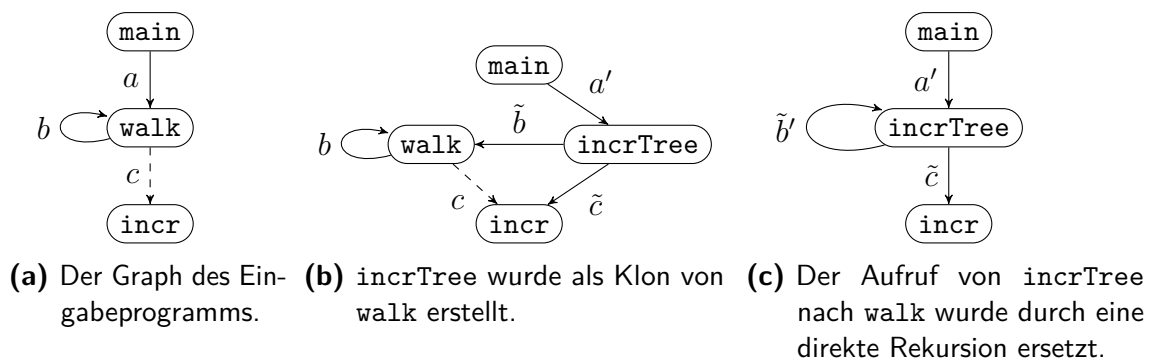 main
a
b
walk
c
incr
(a) Der Graph des Ein-
gabeprogramms.
main
a′
b̃
b
walk
incrTree
c
c̃
incr
(b) incrTree wurde als Klon von
walk erstellt.
main
a′
b̃′
incrTree
c̃
incr
(c) Der Aufruf von incrTree
nach walk wurde durch eine
direkte Rekursion ersetzt.